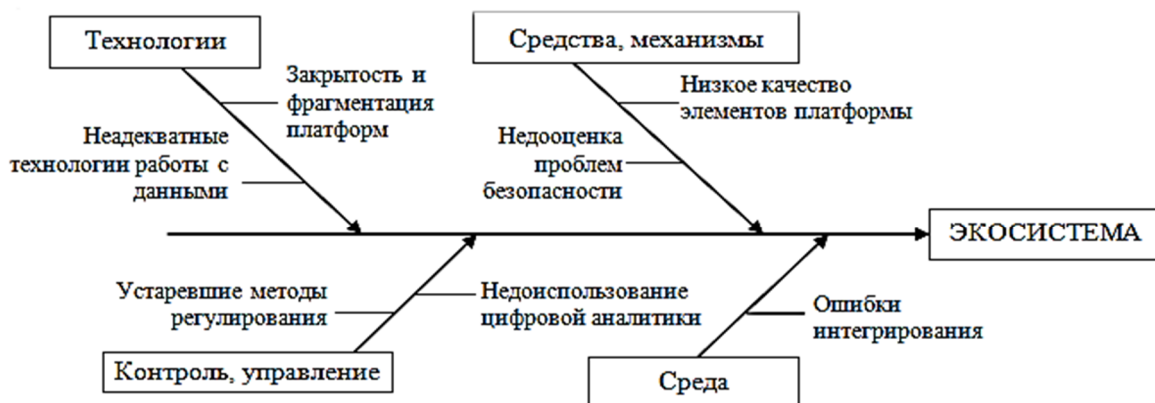 Технологии
Средства, механизмы
Закрытость и
фрагментация
платформ
Неадекватные
технологии работы с
данными
Низкое качество
элементов платформы
Недооценка
проблем
безопасности
ЭКОСИСТЕМА
Устаревшие методы
регулирования
Недоиспользование
цифровой аналитики
Ошибки
интегрирования
Контроль, управление
Среда